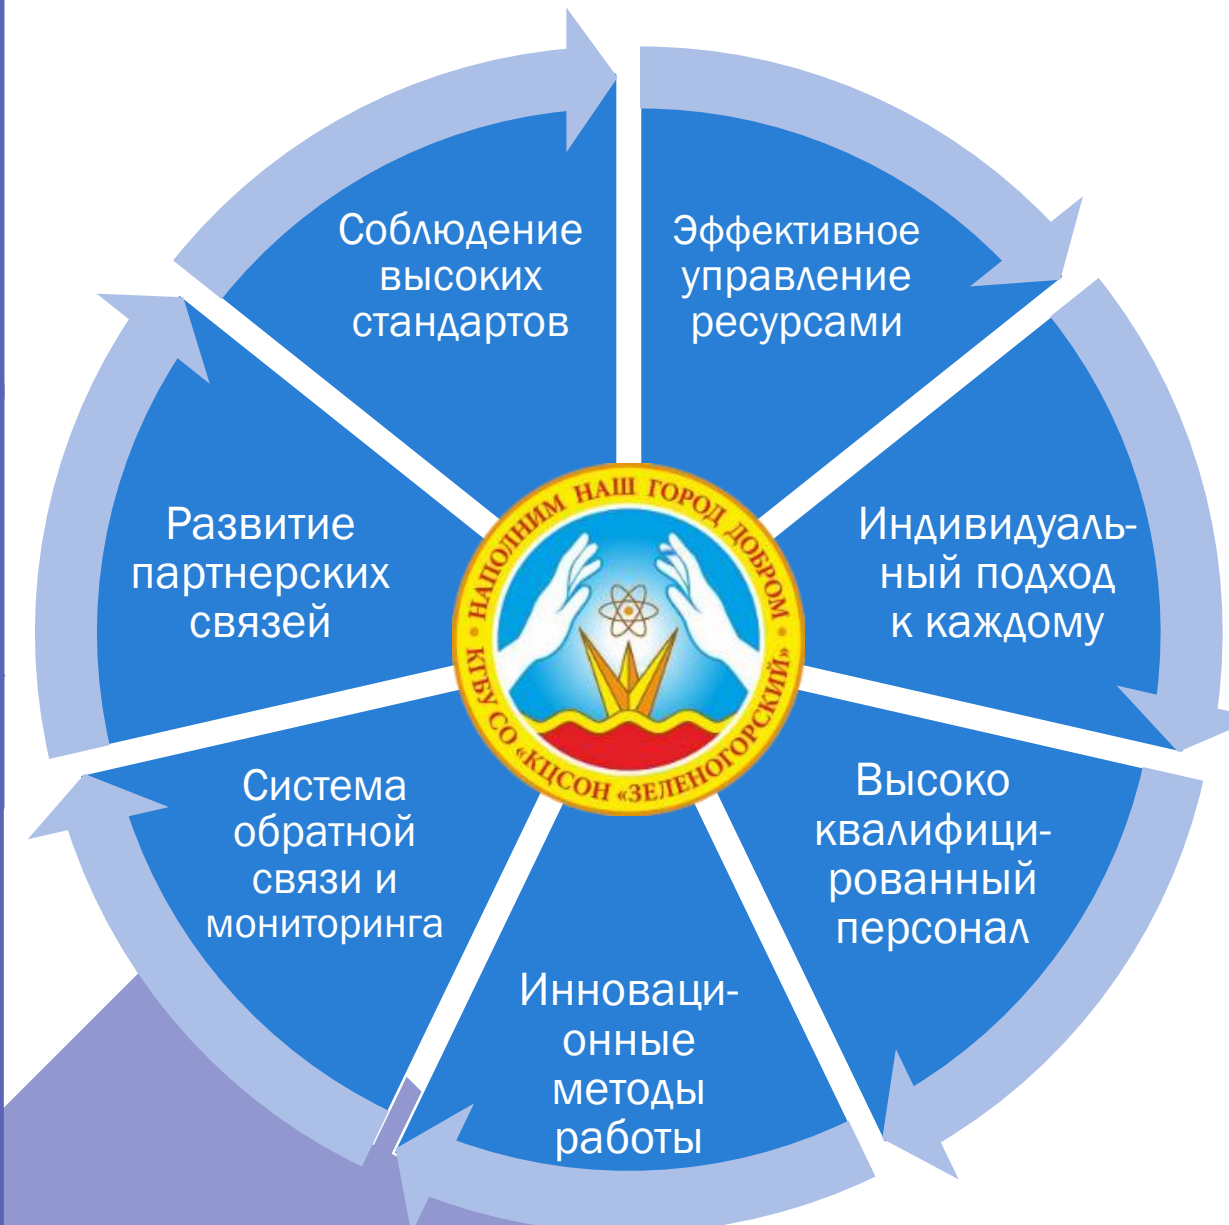 Соблюдение
высоких
стандартов
Эффективное
управление
ресурсами
Индивидуаль-
ный подход
к каждому
Высоко
квалифици-
рованный
персонал
Инноваци-
онные
методы
работы
Система
обратной
связи и
мониторинга
Развитие
партнерских
связей
НАПОЛНИМ НАШ ГОРОД ДОБРОМ
КГБУ СО «КЦСОН «ЗЕЛЕНОГОРСКИЙ»